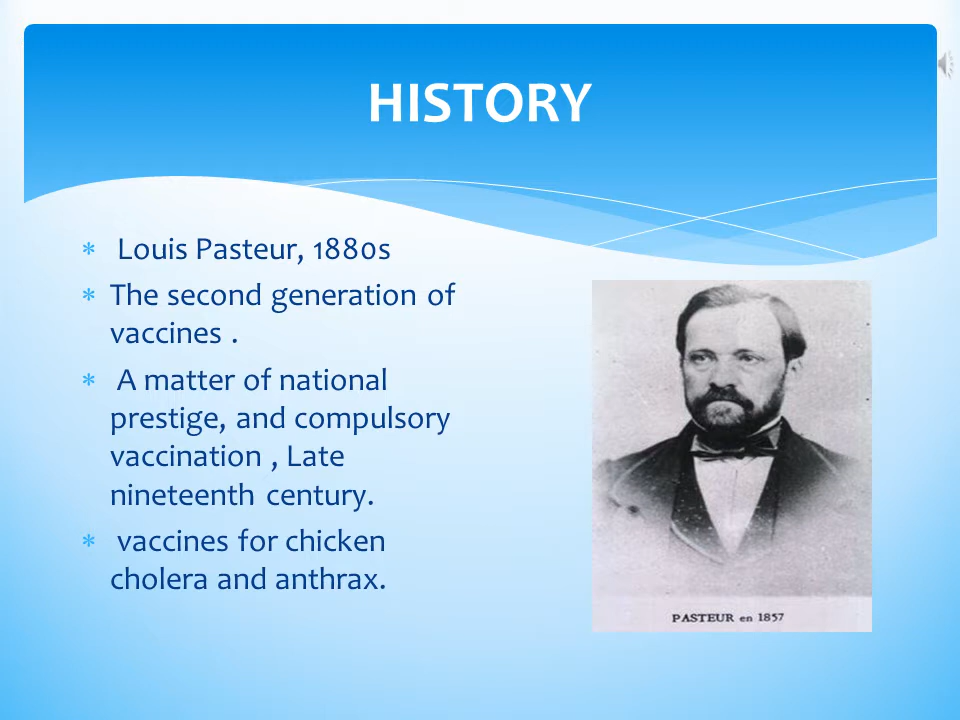 HISTORY
Louis Pasteur, 1880s
The second generation of
vaccines .
A matter of national
prestige, and compulsory
vaccination , Late
nineteenth century.
vaccines for chicken
cholera and anthrax.
PASTEUR en 1857